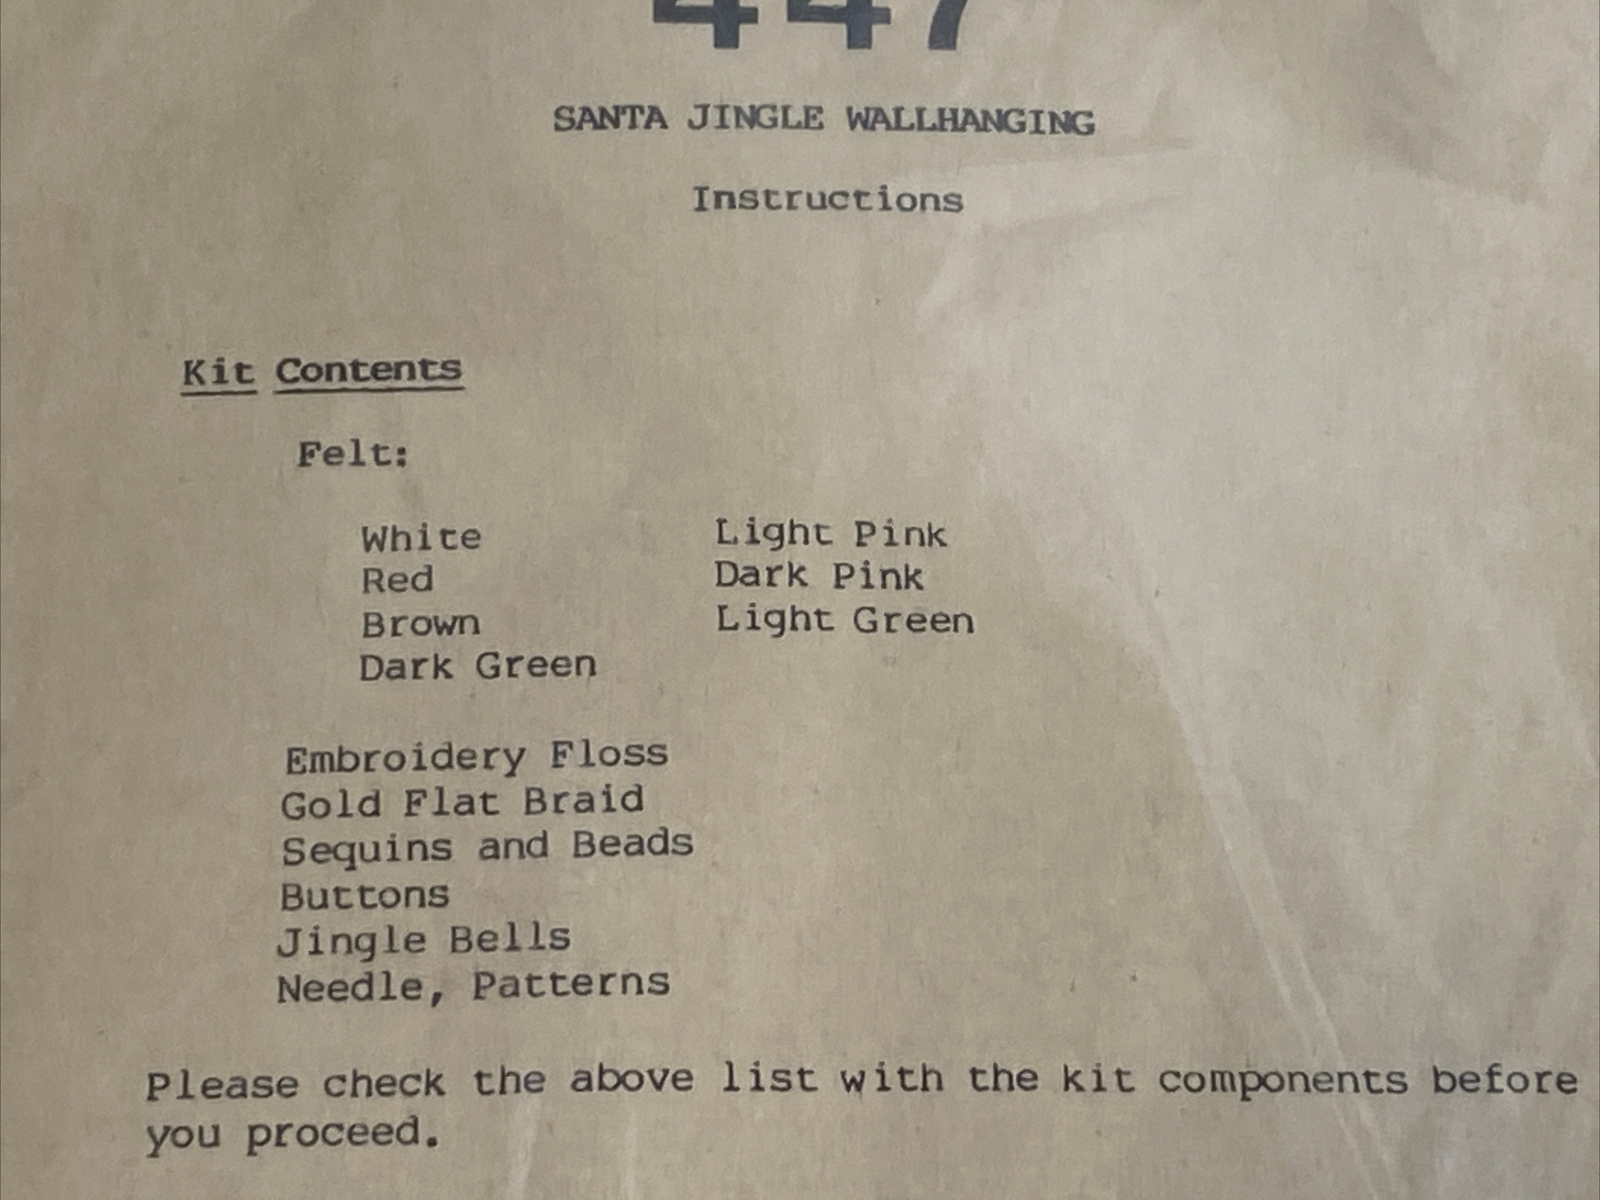 447
SANTA JINGLE WALLHANGING
Instructions
Kit Contents
Felt:
White Light Pink
Red Dark Pink
Brown Light Green
Dark Green
Embroidery Floss
Gold Flat Braid
Sequins and Beads
Buttons
Jingle Bells
Needle, Patterns
Please check the above list with the kit components before
you proceed.